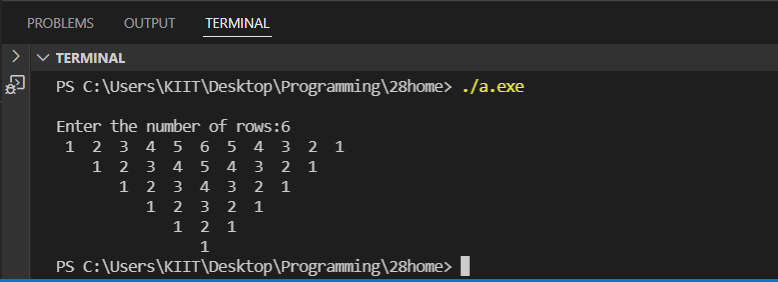 PROBLEMS OUTPUT TERMINAL
TERMINAL
PS C:\Users\KIIT\Desktop\Programming\28home> ./a.exe
Enter the number of rows:6
1 2 3 4 5 6 5 4 3 2 1
1 2 3 4 5 4 3 2 1
1 2 3 4 3 2 1
1 2 3 2 1
1 2 1
1
PS C:\Users\KIIT\Desktop\Programming\28home>